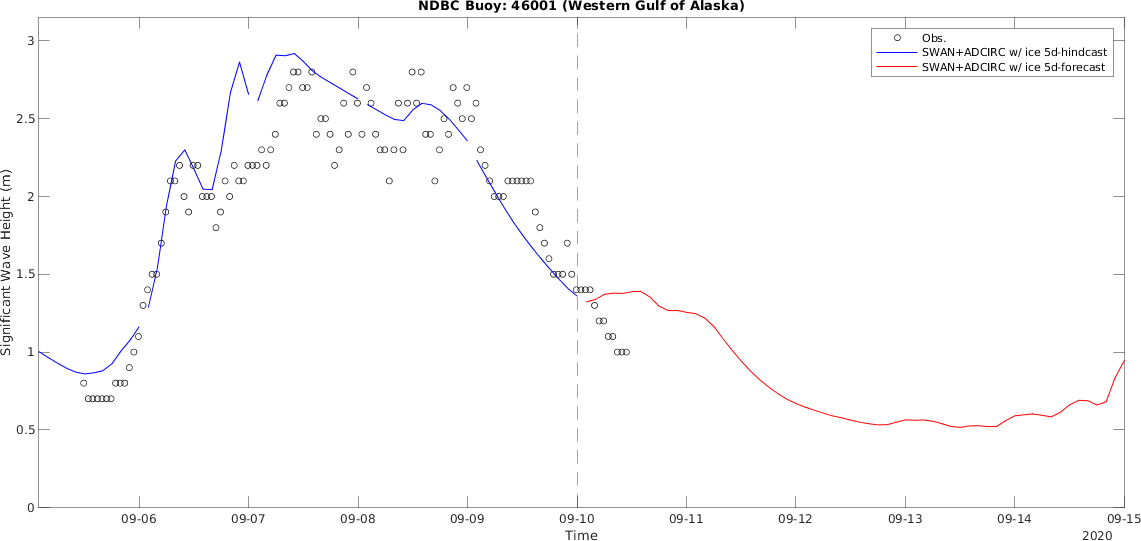 NDBC Buoy: 46001 (Western Gulf of Alaska)
Obs.
SWAN+ADCIRC w/ ice 5d-hindcast
SWAN+ADCIRC w/ ice 5d-forecast
Significant Wave Height (m)
3
2.5
2
1.5
1
0.5
0
09-06 09-07 09-08 09-09 09-10 09-11 09-12 09-13 09-14 09-15
Time
2020